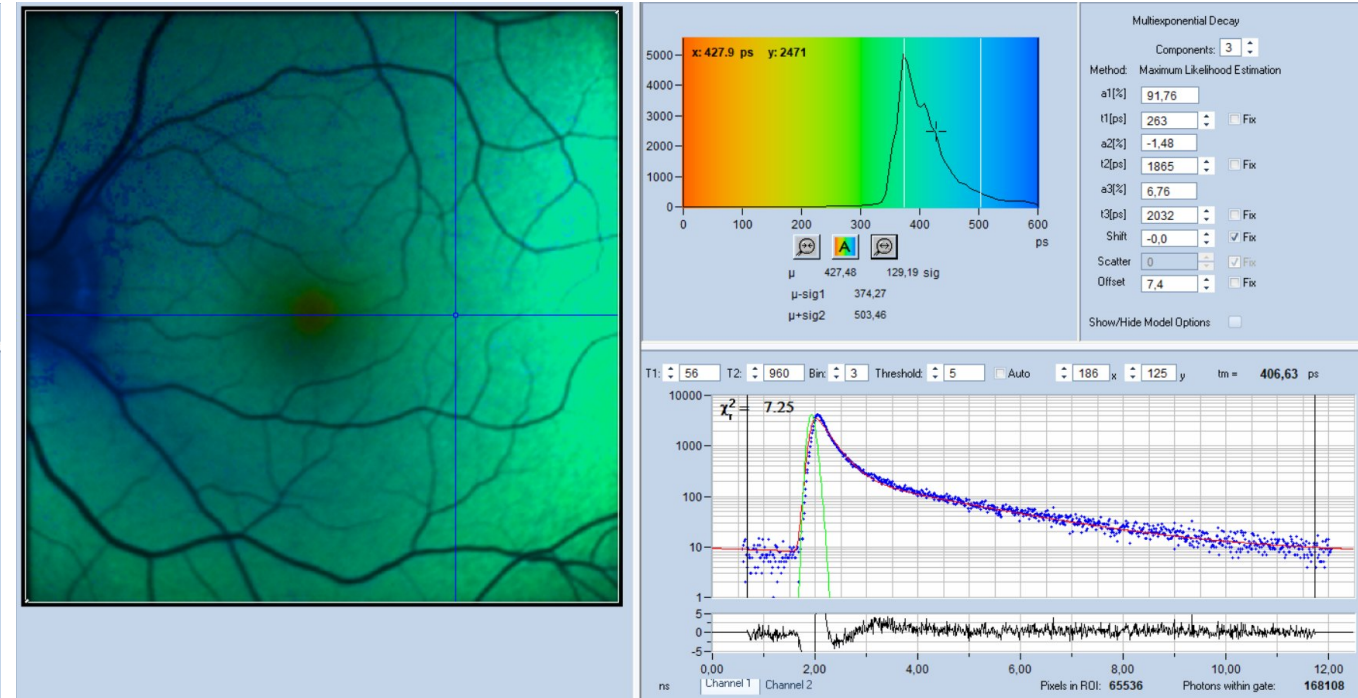 x: 427.9 ps y: 2471
5000
4000
3000
2000
1000
0
0 100 200 300 400 500 600
ps
A
μ 427,48 129,19 sig
μ-sig1 374,27
μ+sig2 503,46
Multiexponential Decay
Components: 3
Method: Maximum Likelihood Estimation
a1[%] 91,76
t1[ps] 263 Fix
a2[%] -1,48
t2[ps] 1865 Fix
a3[%] 6,76
t3[ps] 2032 Fix
Shift -0,0 Fix
Scatter 0 Fix
Offset 7,4 Fix
Show/Hide Model Options
T1: 56 T2: 960 Bin: 3 Threshold: 5 Auto 186 x 125 y tm = 406,63 ps
χ²r = 7.25
10000
1000
100
10
1
5
0
-5
0,00 2,00 4,00 6,00 8,00 10,00 12,00
ns Channel 1 Channel 2 Pixels in ROI: 65536 Photons within gate: 168108